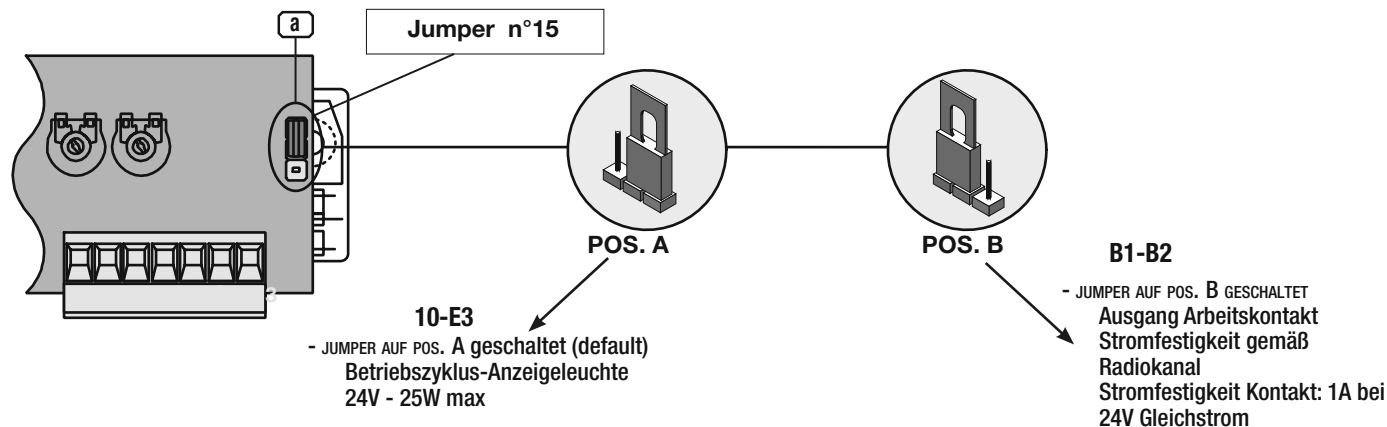 a
Jumper n°15
POS. A
POS. B
10-E3
- JUMPER AUF POS. A geschaltet (default)
Betriebszyklus-Anzeigeleuchte
24V - 25W max
B1-B2
- JUMPER AUF POS. B GESCHALTET
Ausgang Arbeitskontakt
Stromfestigkeit gemäß
Radiokanal
Stromfestigkeit Kontakt: 1A bei
24V Gleichstrom